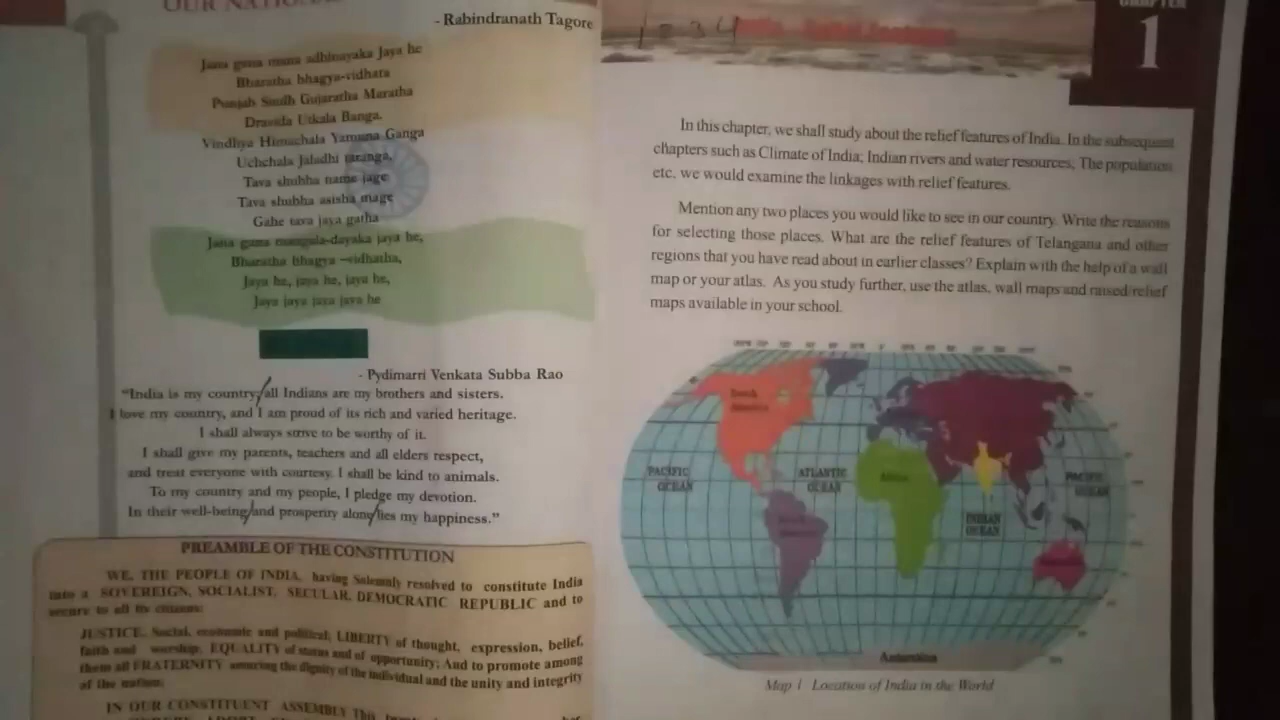 OUR NATIONAL
- Rabindranath Tagore
Jana gana mana adhinayaka Jaya he
Bharatha bhagya-vidhata
Punjab Sindh Gujaratha Maratha
Dravida Utkala Banga.
Vindhya Himachala Yamuna Ganga
Uchchala Jaladhi taranga,
Tava shubha name jage
Tava shubha asisha mage
Gahe tava jaya gatha
Jana gana mangala-dayaka jaya he,
Bharatha bhagya –vidhatha,
Jaya he, jaya he, jaya he,
Jaya jaya jaya jaya he
- Pydimarri Venkata Subba Rao
“India is my country/all Indians are my brothers and sisters.
I love my country, and I am proud of its rich and varied heritage.
I shall always strive to be worthy of it.
I shall give my parents, teachers and all elders respect,
and treat everyone with courtesy. I shall be kind to animals.
To my country and my people, I pledge my devotion.
In their well-being/and prosperity alone/lies my happiness.”
PREAMBLE OF THE CONSTITUTION
WE, THE PEOPLE OF INDIA, having Solemnly resolved to constitute India
into a SOVEREIGN, SOCIALIST, SECULAR, DEMOCRATIC REPUBLIC and to
secure to all its citizens:
JUSTICE, Social, economic and political; LIBERTY of thought, expression, belief,
faith and worship, EQUALITY of status and of opportunity; And to promote among
them all FRATERNITY assuring the dignity of the individual and the unity and integrity
of the nation;
IN OUR CONSTITUENT ASSEMBLY This
CHAPTER
1
In this chapter, we shall study about the relief features of India. In the subsequent
chapters such as Climate of India; Indian rivers and water resources, The population
etc. we would examine the linkages with relief features.
Mention any two places you would like to see in our country. Write the reasons
for selecting those places. What are the relief features of Telangana and other
regions that you have read about in earlier classes? Explain with the help of a wall
map or your atlas. As you study further, use the atlas, wall maps and raised/relief
maps available in your school.
North
America
PACIFIC
OCEAN
ATLANTIC
OCEAN
Africa
PACIFIC
OCEAN
South
America
INDIAN
OCEAN
Antarctica
Map 1 Location of India in the World